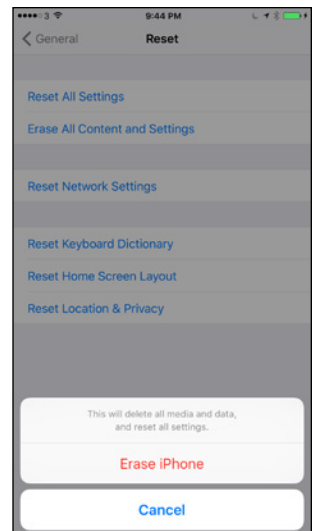 3 9:44 PM
General Reset
Reset All Settings
Erase All Content and Settings
Reset Network Settings
Reset Keyboard Dictionary
Reset Home Screen Layout
Reset Location & Privacy
This will delete all media and data,
and reset all settings.
Erase iPhone
Cancel